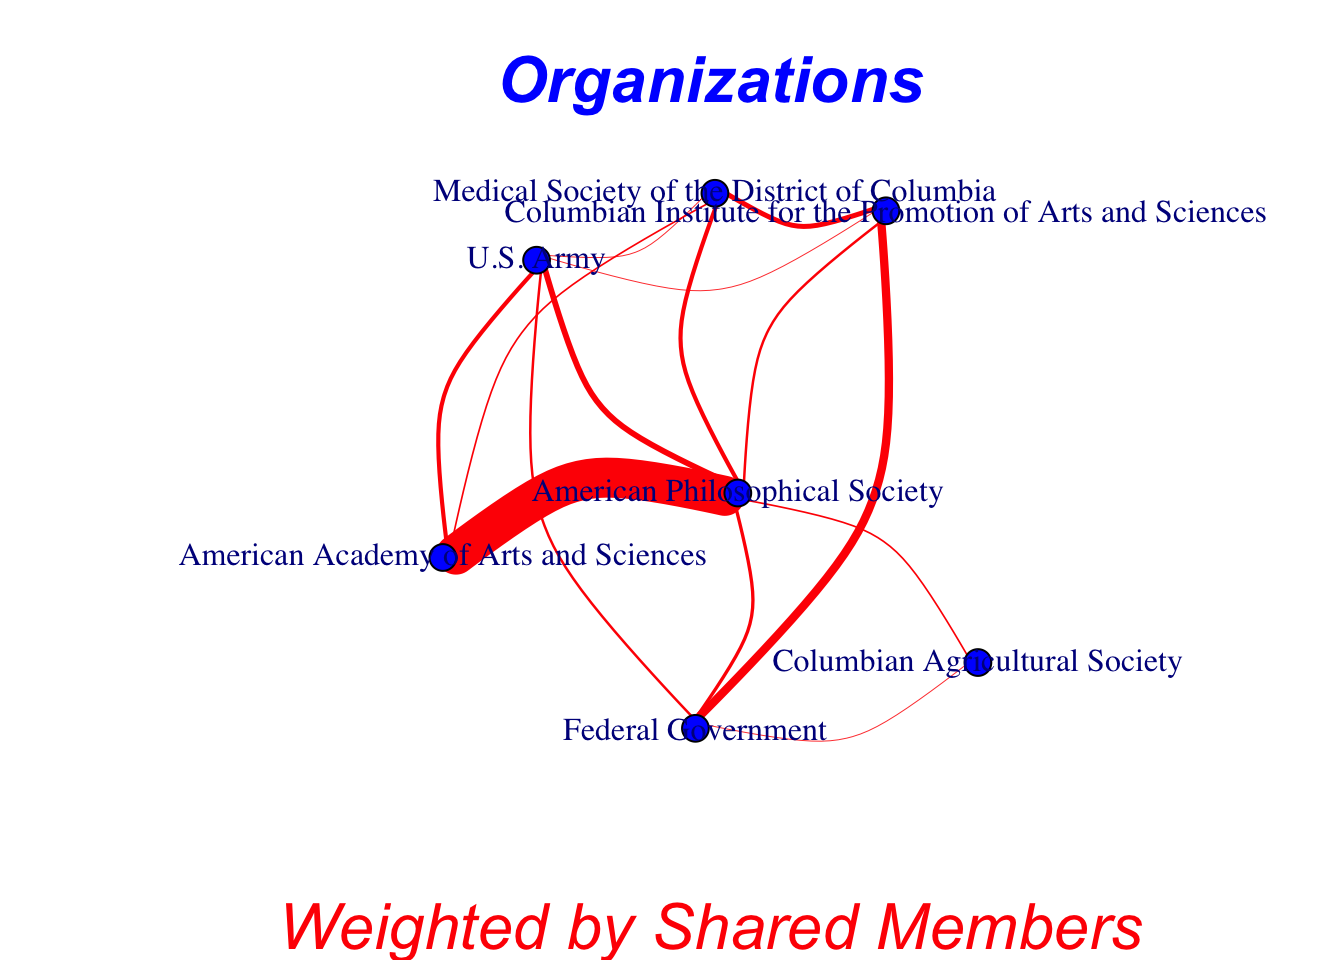 Organizations
Medical Society of the District of Columbia
Columbian Institute for the Promotion of Arts and Sciences
U.S. Army
American Philosophical Society
American Academy of Arts and Sciences
Columbian Agricultural Society
Federal Government
Weighted by Shared Members